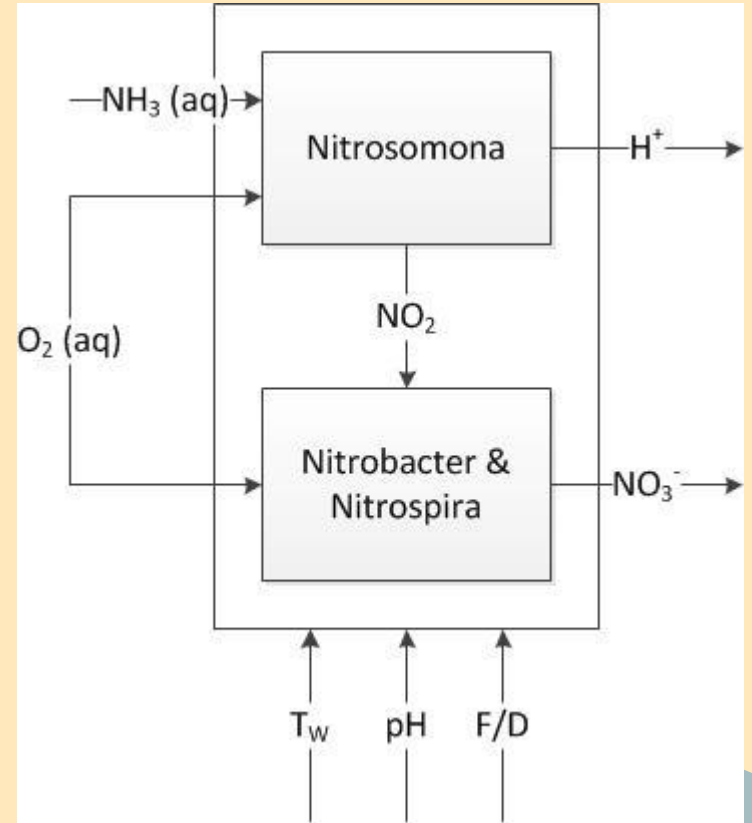 NH₃ (aq)
Nitrosomona
H⁺
NO₂
O₂ (aq)
Nitrobacter &
Nitrospira
NO₃⁻
Tw
pH
F/D